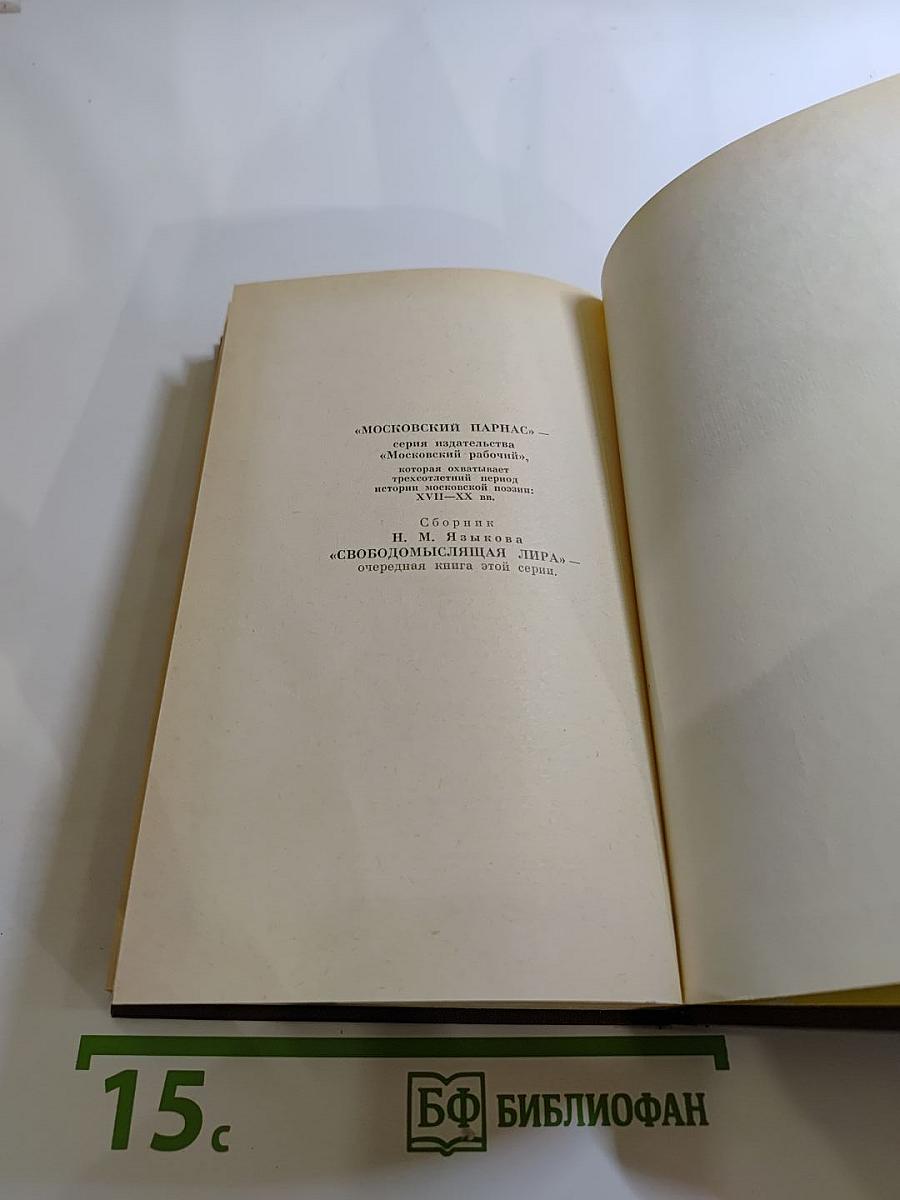 «МОСКОВСКИЙ ПАРНАС» —
серия издательства
«Московский рабочий»,
которая охватывает
трехсотлетний период
истории московской поэзии:
XVII—XX вв.
Сборник
Н. М. Языкова
«СВОБОДОМЫСЛЯЩАЯ ЛИРА» —
очередная книга этой серии.
15 с
БФ БИБЛИОФАН